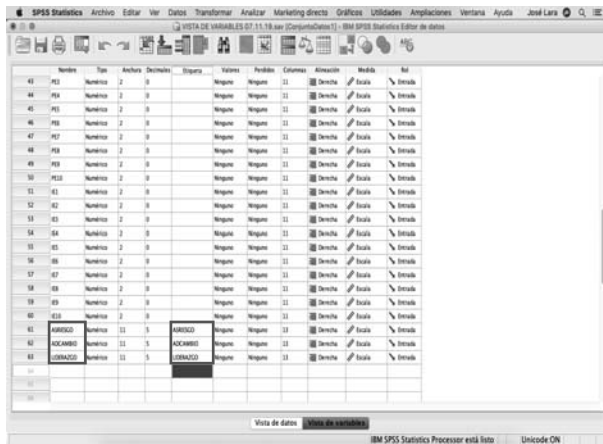 SPSS Statistics Archivo Editar Ver Datos Transformar Analizar Marketing directo Gráficos Utilidades Ampliaciones Ventana Ayuda José Lara
VISTA DE VARIABLES 07.11.19.sav [ConjuntoDatos1] - IBM SPSS Statistics Editor de datos
Nombre Tipo Anchura Decimales Etiqueta Valores Perdidos Columnas Alineación Medida Rol
43 PE3 Numérico 2 0 Ninguno Ninguno 11 Derecha Escala Entrada
44 PE4 Numérico 2 0 Ninguno Ninguno 11 Derecha Escala Entrada
45 PE5 Numérico 2 0 Ninguno Ninguno 11 Derecha Escala Entrada
46 PE6 Numérico 2 0 Ninguno Ninguno 11 Derecha Escala Entrada
47 PE7 Numérico 2 0 Ninguno Ninguno 11 Derecha Escala Entrada
48 PE8 Numérico 2 0 Ninguno Ninguno 11 Derecha Escala Entrada
49 PE9 Numérico 2 0 Ninguno Ninguno 11 Derecha Escala Entrada
50 PE10 Numérico 2 0 Ninguno Ninguno 11 Derecha Escala Entrada
51 IE1 Numérico 2 0 Ninguno Ninguno 11 Derecha Escala Entrada
52 IE2 Numérico 2 0 Ninguno Ninguno 11 Derecha Escala Entrada
53 IE3 Numérico 2 0 Ninguno Ninguno 11 Derecha Escala Entrada
54 IE4 Numérico 2 0 Ninguno Ninguno 11 Derecha Escala Entrada
55 IE5 Numérico 2 0 Ninguno Ninguno 11 Derecha Escala Entrada
56 IE6 Numérico 2 0 Ninguno Ninguno 11 Derecha Escala Entrada
57 IE7 Numérico 2 0 Ninguno Ninguno 11 Derecha Escala Entrada
58 IE8 Numérico 2 0 Ninguno Ninguno 11 Derecha Escala Entrada
59 IE9 Numérico 2 0 Ninguno Ninguno 11 Derecha Escala Entrada
60 IE10 Numérico 2 0 Ninguno Ninguno 11 Derecha Escala Entrada
61 ASRIESGO Numérico 11 5 ASRIESGO Ninguno Ninguno 13 Derecha Escala Entrada
62 ADCAMBIO Numérico 11 5 ADCAMBIO Ninguno Ninguno 13 Derecha Escala Entrada
63 LIDERAZGO Numérico 11 5 LIDERAZGO Ninguno Ninguno 13 Derecha Escala Entrada
Vista de datos Vista de variables
IBM SPSS Statistics Processor está listo Unicode:ON